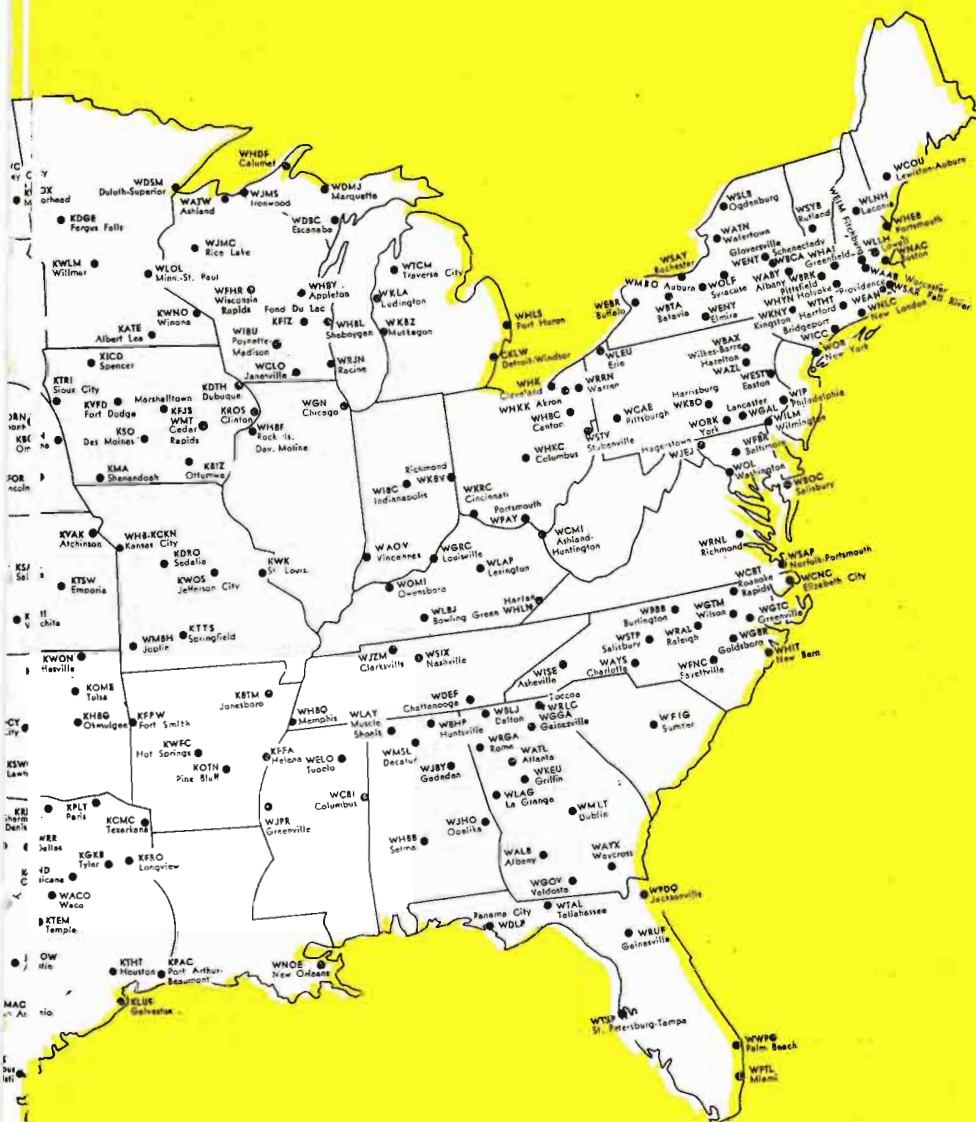 WHDF
Calumet
WDSM
Duluth-Superior
WATW
Ashland
WJMS
Ironwood
WDMJ
Marquette
WDBC
Escanaba
KDGE
Fergus Falls
WJMC
Rice Lake
KWLM
Willmar
WLOL
Minn.-St. Paul
WTCM
Traverse City
WFHR
Wisconsin
Rapids
WHBY
Appleton
Fond Du Lac
KFIZ
WKLA
Ludington
KWNO
Winona
WHBL
Sheboygan
WKBZ
Muskegon
WHLS
Port Huron
KATE
Albert Lea
WIBU
Poynette-
Madison
KICD
Spencer
WCLO
Janesville
WRJN
Racine
CKLW
Detroit-Windsor
KTRI
Sioux City
KVFD
Fort Dodge
Marshalltown
KFJB
KDTH
Dubuque
KROS
Clinton
WGN
Chicago
WMT
Cedar
Rapids
WHBF
Rock Is.
Dav. Moline
KSO
Des Moines
KMA
Shenandoah
KBIZ
Ottumwa
WCOU
Lewiston-Auburn
WSLB
Ogdensburg
WSYB
Rutland
WEIM Fitchburg
WLNH
Laconia
WHEB
Portsmouth
WATN
Watertown
Gloversville
WENT
Schenectady
WBCA
WHAI
Greenfield
WLLH
Lowell
WNAC
Boston
WSAY
Rochester
WMBO Auburn
WOLF
Syracuse
WABY
Albany
WBRK
Pittsfield
Providence
WAAB Worcester
WSAR Fall River
WEBR
Buffalo
WBTA
Batavia
WENY
Elmira
WHYN Holyoke
WKNY
Kingston
WTHT
Hartford
WEAN
WNLC
New London
Bridgeport
WICC
WOR
New York
10
WLEU
Erie
WBAX
Wilkes-Barre
Hazelton
WAZL
WEST
Easton
WHK
Cleveland
WRRN
Warren
WHKK Akron
WHBC
Canton
WCAE
Pittsburg
Harrisburg
WKBO
Lancaster
WGAL
WIP
Philadelphia
WORK
York
WILM
Wilmington
WHKC
Columbus
WSTV
Stubenville
Hagerstown
WJEJ
WFBR
Baltimore
WOL
Washington
WBOC
Salisbury
Richmond
WKBV
WIBC
Indianapolis
WKRC
Cincinnati
Portsmouth
WPAY
WCMI
Ashland-
Huntington
KVAK
Atchinson
WHB-KCKN
Kansas City
KDRO
Sedalia
KWOS
Jefferson City
KWK
St. Louis
WAOV
Vincennes
WGRC
Louisville
WLAP
Lexington
WRNL
Richmond
WSAP
Norfolk-Portsmouth
KTSW
Emporia
WOMI
Owensboro
Harlan
WHLN
WLBJ
Bowling Green
WCBT
Roanoke
Rapids
WCNC
Elizabeth City
KTTS
Springfield
WMBH
Joplin
WBBB
Burlington
WGTM
Wilson
WGTC
Greenville
WSTP
Salisbury
WRAL
Raleigh
WGBR
Goldsboro
WHIT
New Bern
KWON
KOME
Tulsa
WJZM
Clarksville
WSIX
Nashville
WISE
Asheville
WAYS
Charlotte
WFNC
Fayettville
KBTM
Jonesboro
KHBG
Okmulgee
KFPW
Fort Smith
WHBQ
Memphis
WLAY
Muscle
Shoals
WDEF
Chattanooga
WBHP
Huntsville
WBLJ
Dalton
Toccoa
WRLC
WGGA
Gainesville
WFIG
Sumter
KWFC
Hot Springs
KOTN
Pine Bluff
KFFA
Helena
WELO
Tupelo
WMSL
Decatur
WRGA
Rome
WATL
Atlanta
WJBY
Gadsden
WKEU
Griffin
WCBI
Columbus
WLAG
La Grange
KPLT
Paris
KCMC
Texarkana
WJPR
Greenville
WJHO
Opelika
WMLT
Dublin
WHBB
Selma
KGKB
Tyler
KFRO
Longview
WALB
Albany
WAYX
Waycross
WACO
Waco
WGOV
Valdosta
WPDQ
Jacksonville
KTEM
Temple
Panama City
WDLP
WTAL
Tallahassee
WRUF
Gainesville
KTHT
Houston
KPAC
Port Arthur-
Beaumont
WNOE
New Orleans
KLUF
Galveston
WTSP
St. Petersburg-Tampa
WWPG
Palm Beach
WFTL
Miami